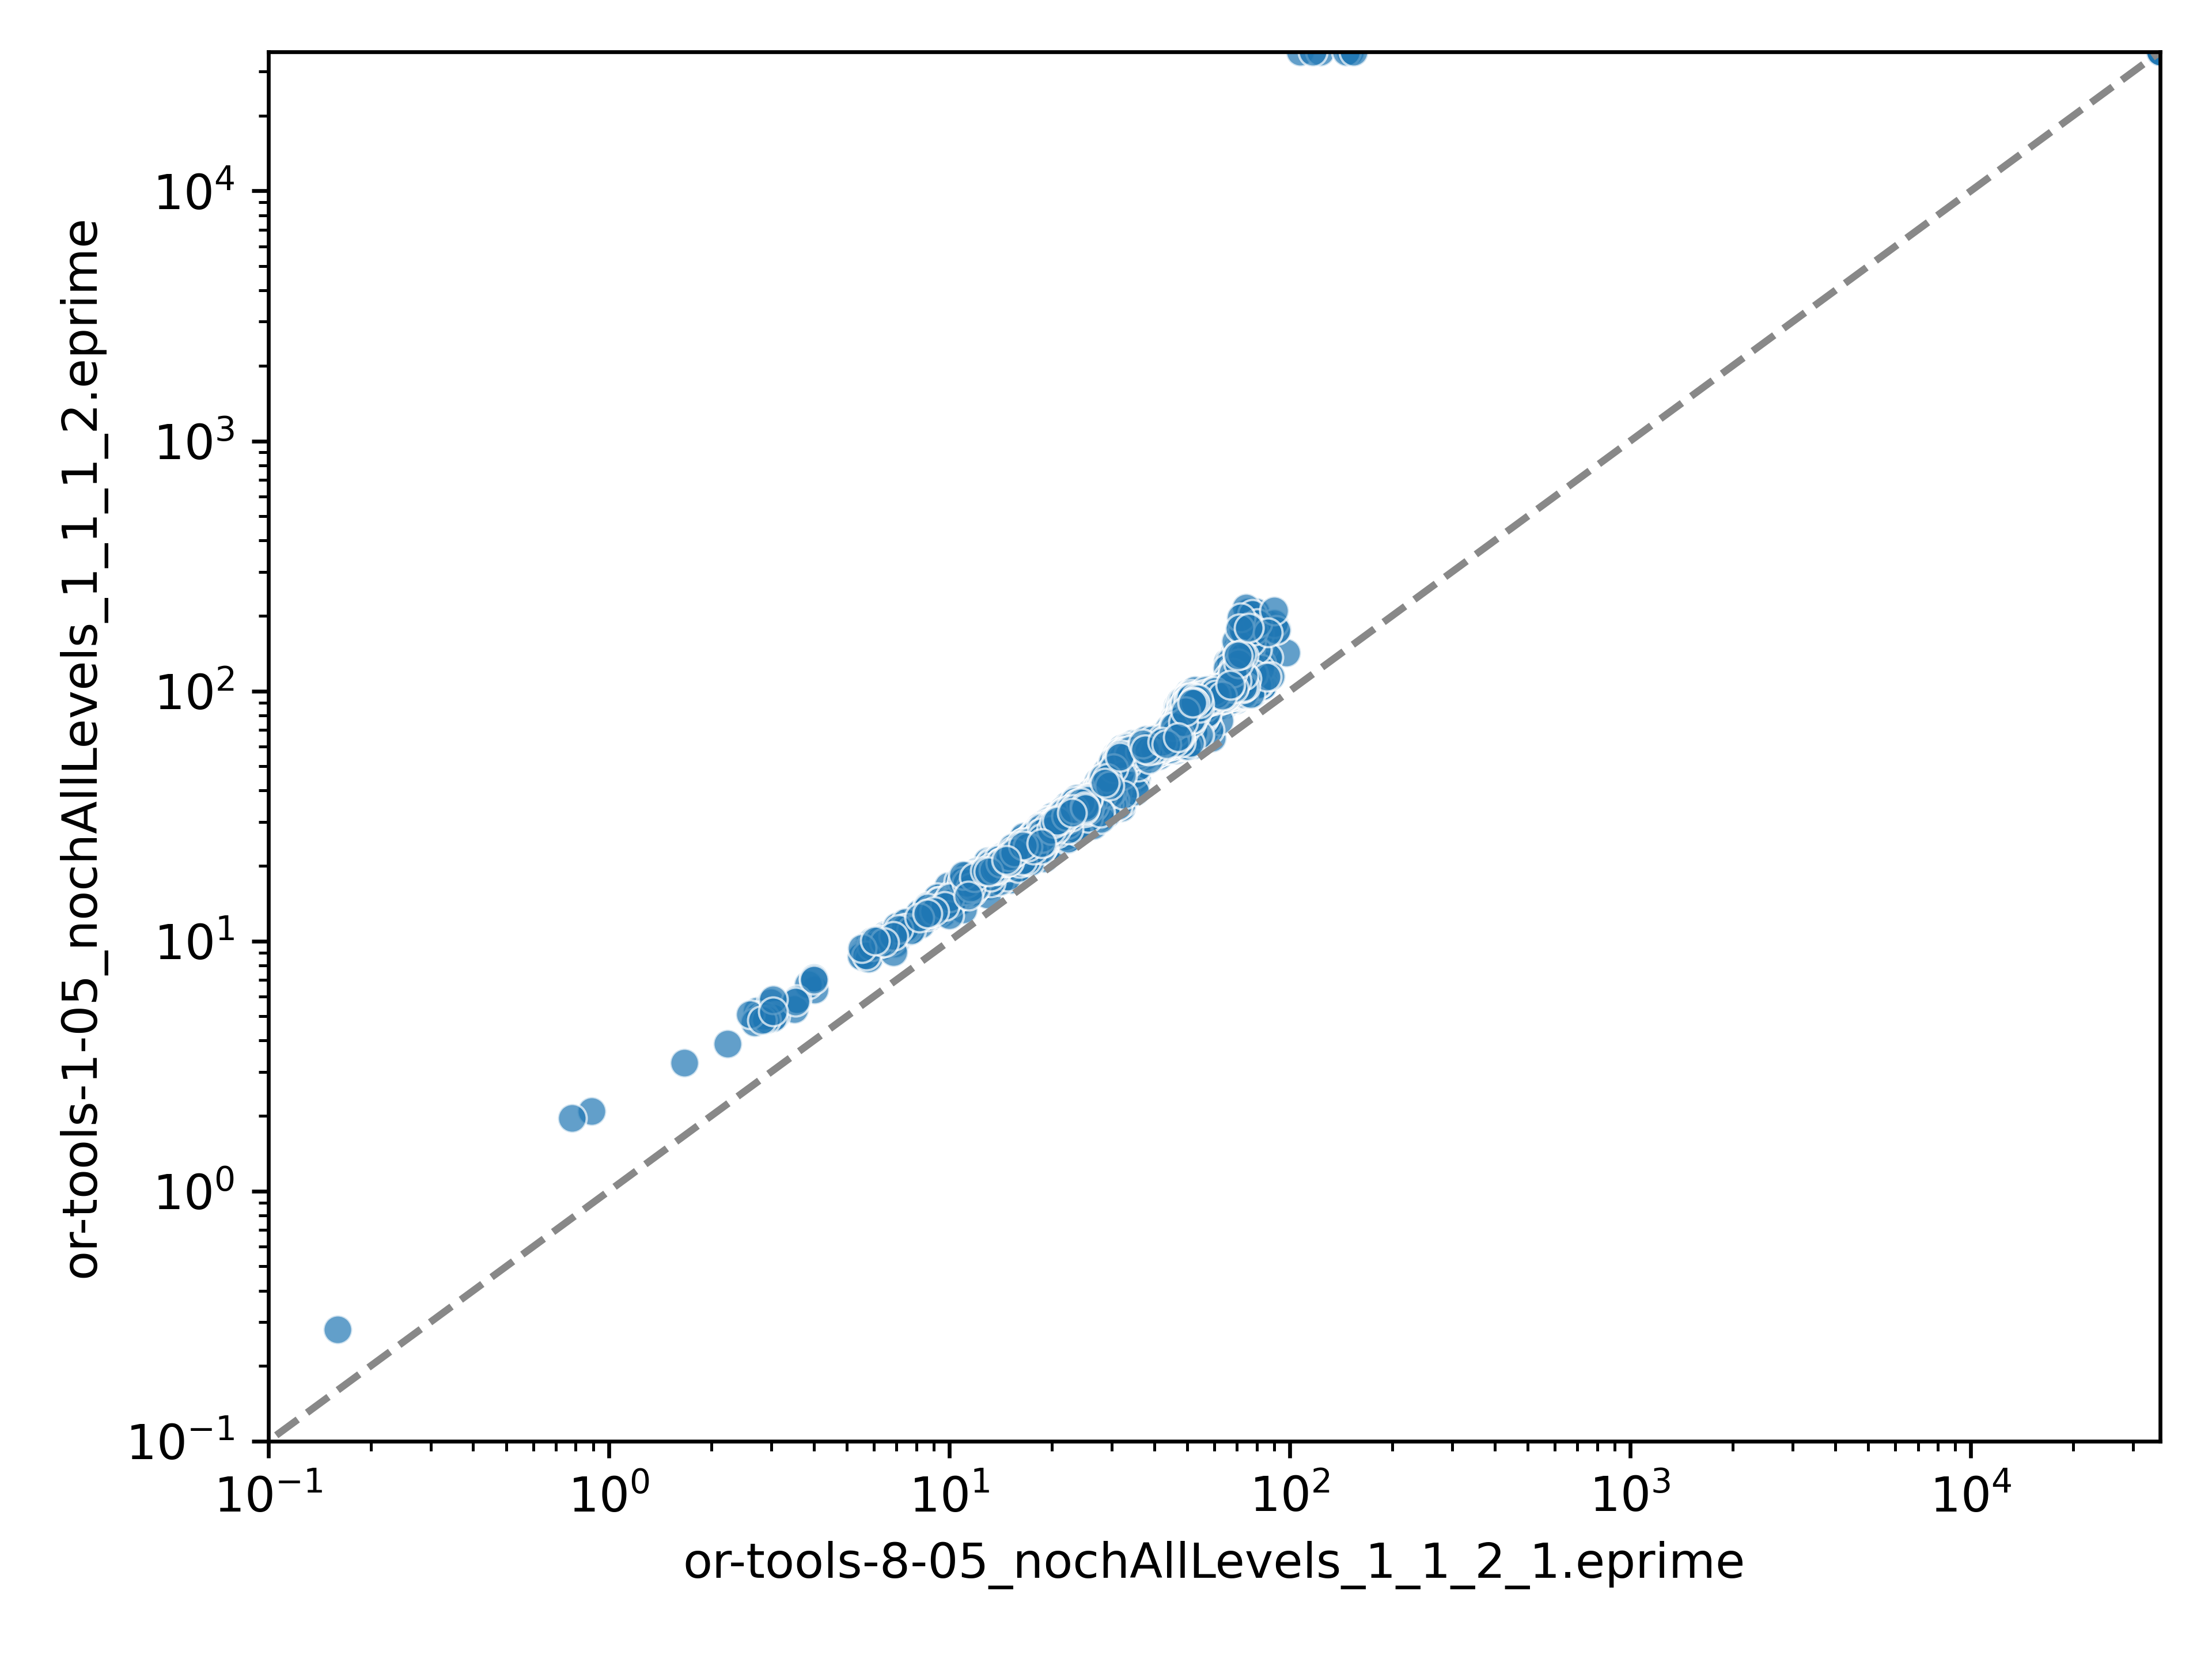 or-tools-1-05_nochAllLevels_1_1_1_2.eprime
10⁴
10³
10²
10¹
10⁰
10⁻¹
10⁻¹ 10⁰ 10¹ 10² 10³ 10⁴
or-tools-8-05_nochAllLevels_1_1_2_1.eprime